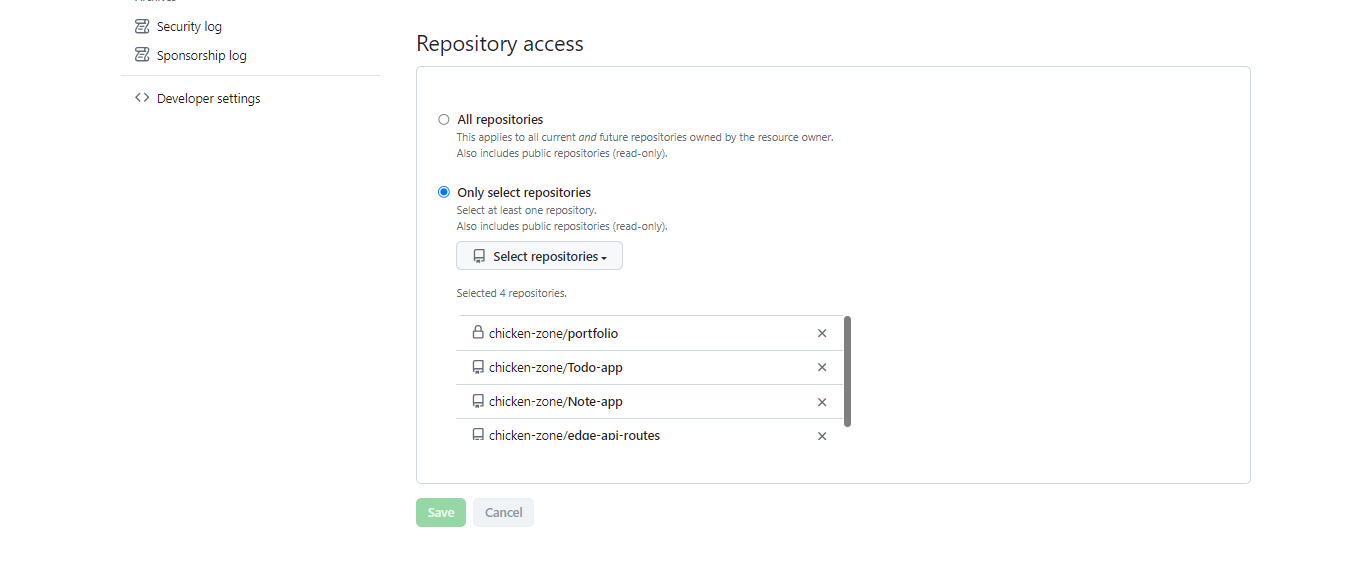 Security log
Sponsorship log
Developer settings
Repository access
All repositories
This applies to all current and future repositories owned by the resource owner.
Also includes public repositories (read-only).
Only select repositories
Select at least one repository.
Also includes public repositories (read-only).
Select repositories
Selected 4 repositories.
chicken-zone/portfolio
chicken-zone/Todo-app
chicken-zone/Note-app
chicken-zone/edge-api-routes
Save Cancel